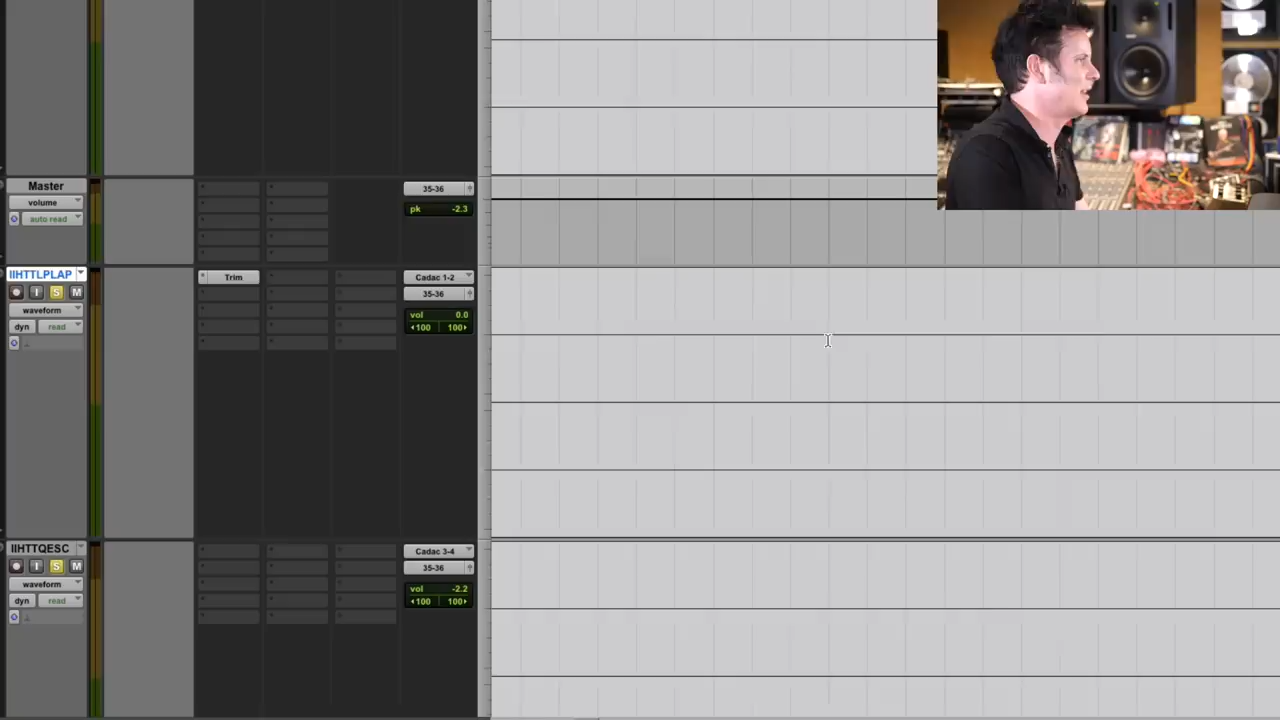 Master
volume
auto read
35-36
pk -2.3
IIHTTLPLAP
I S M
waveform
dyn read
Trim
Cadac 1-2
35-36
vol 0.0
100 100
IIHTTQESC
I S M
waveform
dyn read
Cadac 3-4
35-36
vol -2.2
100 100